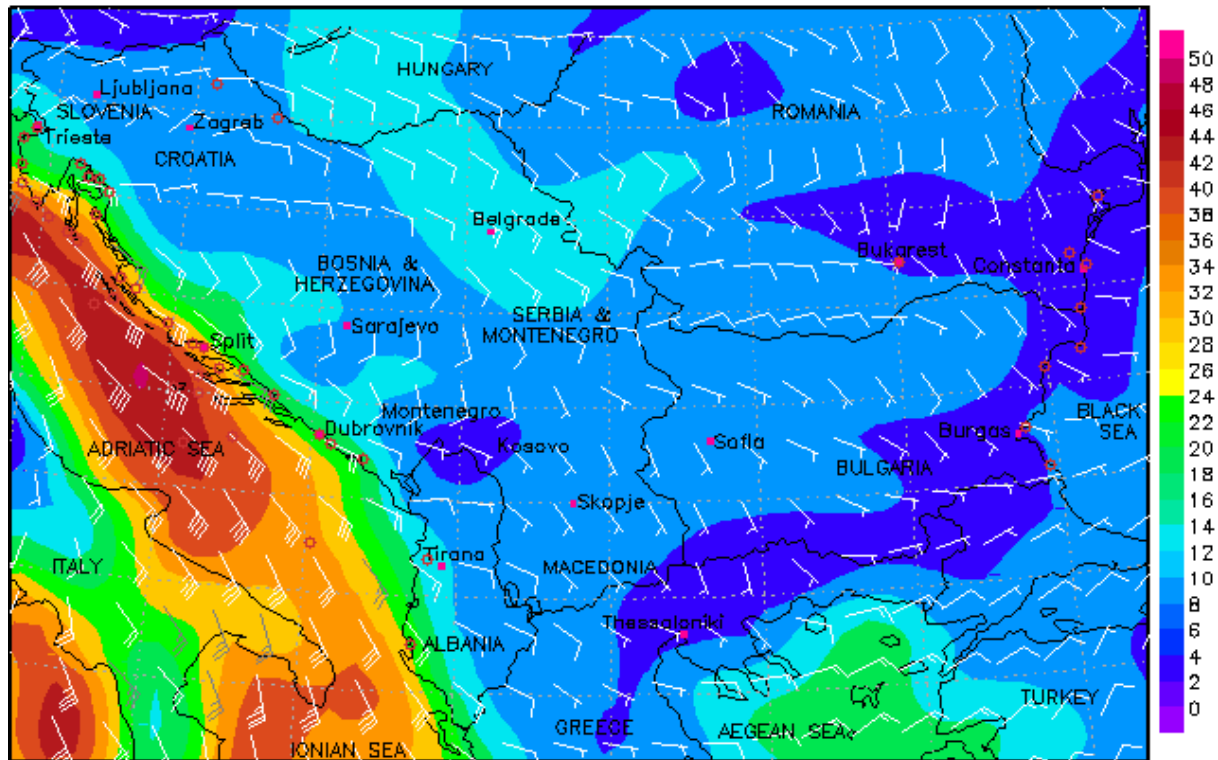 HUNGARY
Ljubljana
SLOVENIA
ROMANIA
Zagreb
Trieste
CROATIA
Belgrade
Bukarest
BOSNIA &
HERZEGOVINA
Constanta
SERBIA &
MONTENEGRO
Sarajevo
Split
Montenegro
BLACK
SEA
Dubrovnik
Burgas
ADRIATIC SEA
Kosovo
Sofia
BULGARIA
Skopje
Tirana
ITALY
MACEDONIA
Thessaloniki
ALBANIA
TURKEY
GREECE
AEGEAN SEA
IONIAN SEA
50
48
46
44
42
40
38
36
34
32
30
28
26
24
22
20
18
16
14
12
10
8
6
4
2
0